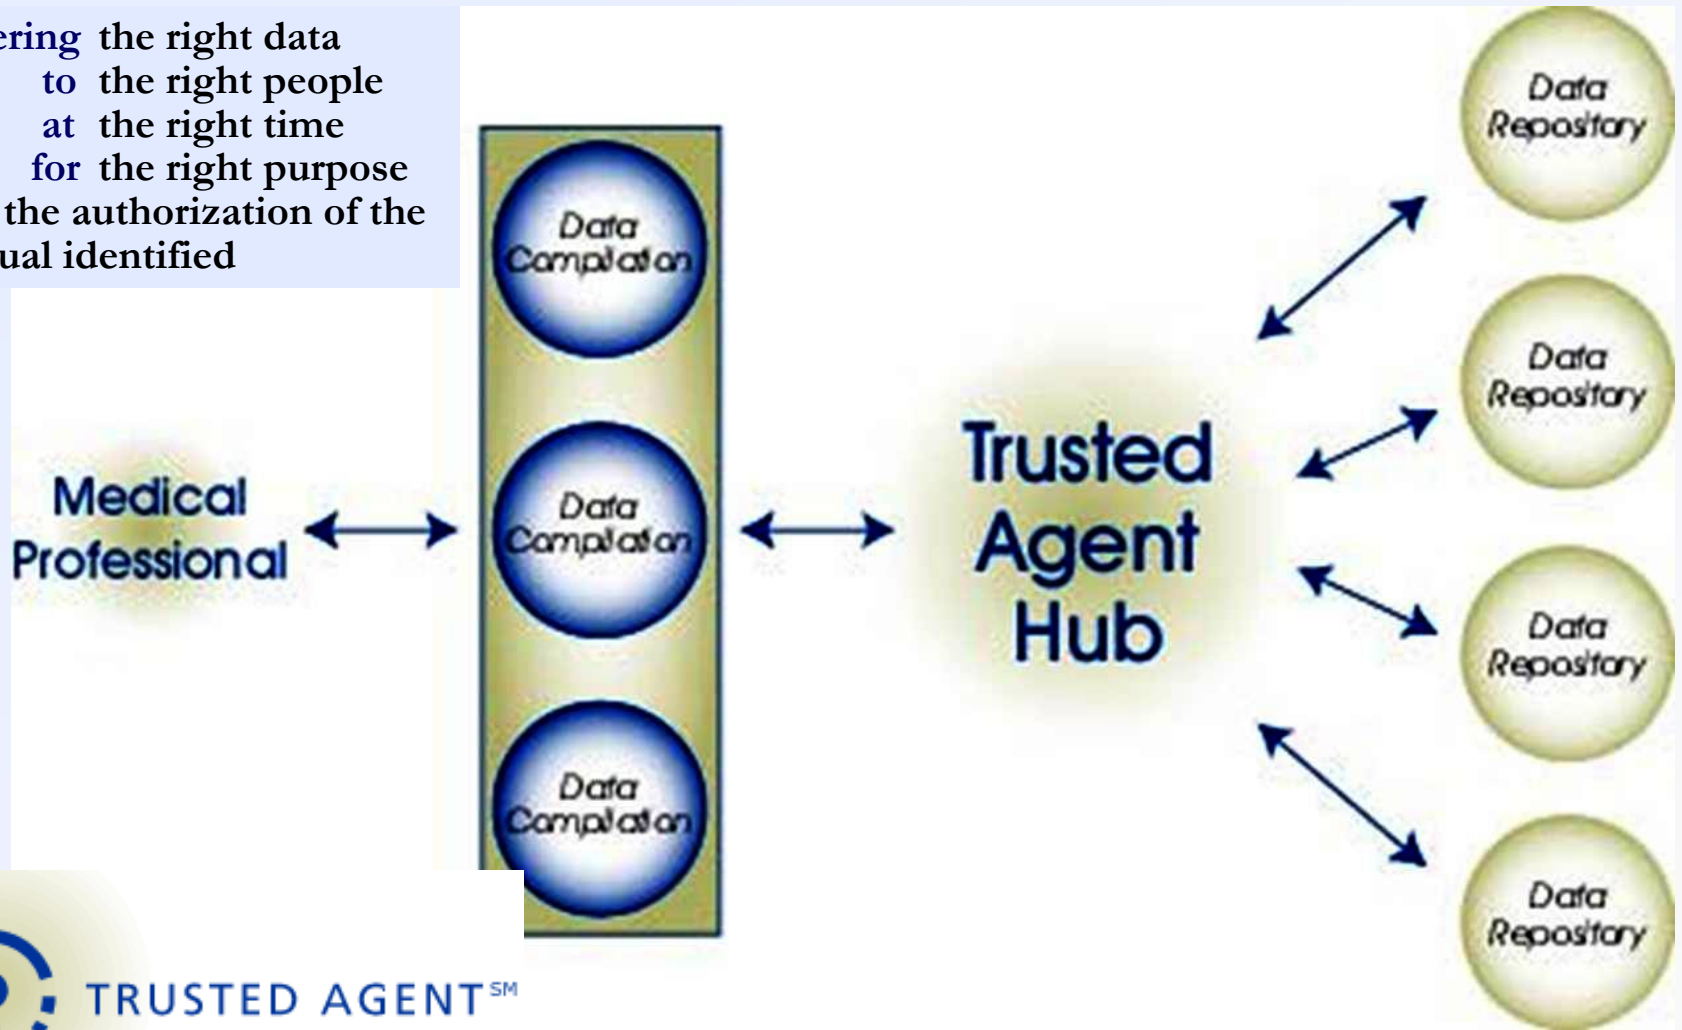 ering the right data
to the right people
at the right time
for the right purpose
the authorization of the
ual identified
Data
Compilation
Data
Compilation
Data
Compilation
Medical
Professional
Trusted
Agent
Hub
Data
Repository
Data
Repository
Data
Repository
Data
Repository
TRUSTED AGENT℠